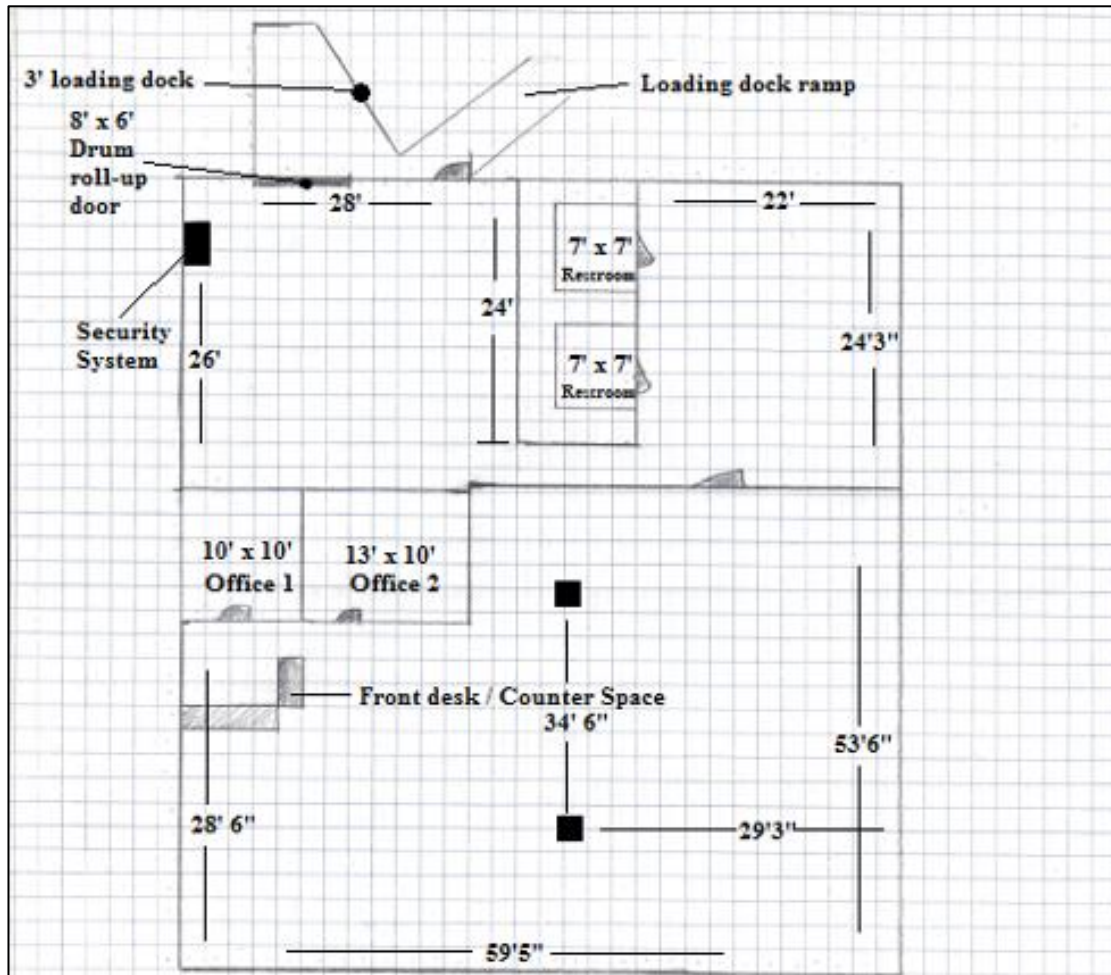 3' loading dock
Loading dock ramp
8' x 6'
Drum
roll-up
door
28'
22'
7' x 7'
Restroom
24'
Security
System
26'
24'3"
7' x 7'
Restroom
10' x 10'
Office 1
13' x 10'
Office 2
Front desk / Counter Space
34' 6"
53'6"
28' 6"
29'3"
59'5"